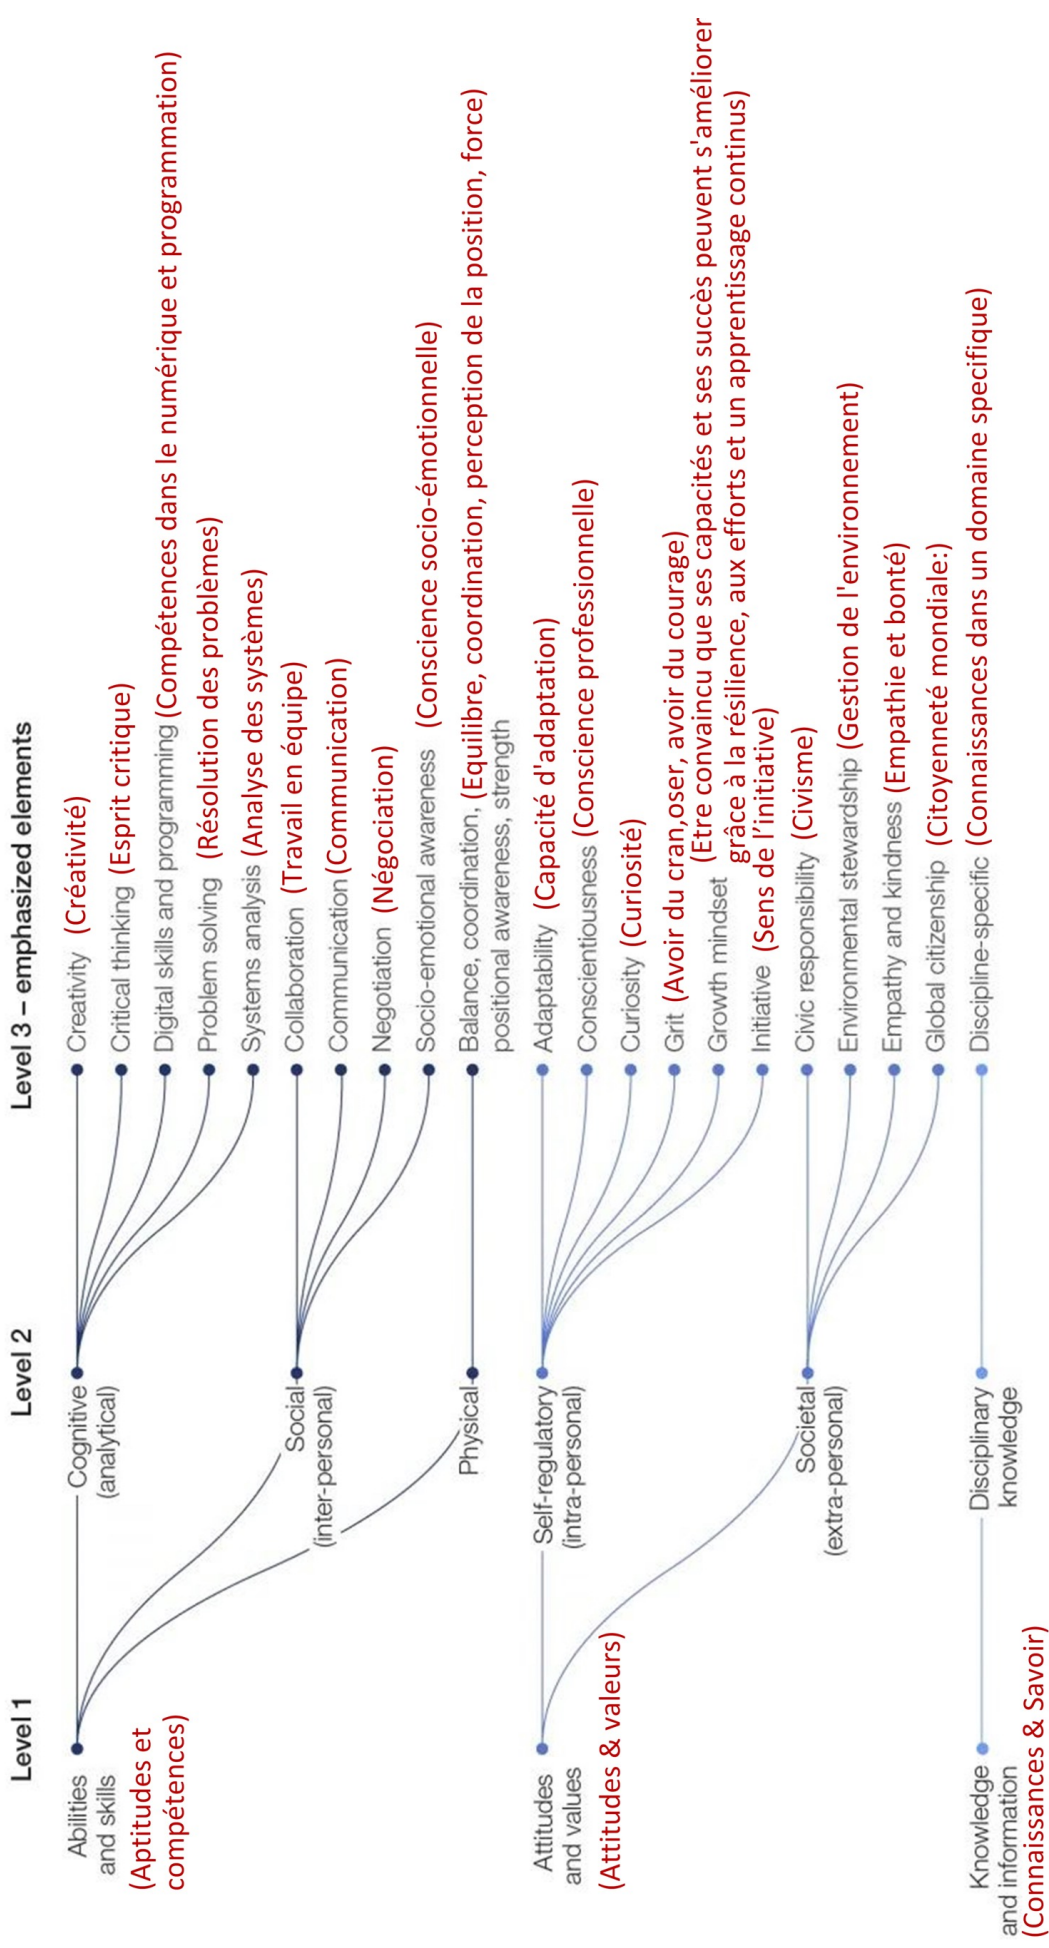 Level 1
Level 2
Level 3 – emphasized elements
Abilities
and skills
(Aptitudes et
compétences)
Cognitive
(analytical)
Creativity (Créativité)
Critical thinking (Esprit critique)
Digital skills and programming (Compétences dans le numérique et programmation)
Problem solving (Résolution des problèmes)
Systems analysis (Analyse des systèmes)
Social
(inter-personal)
Collaboration (Travail en équipe)
Communication (Communication)
Negotiation (Négociation)
Socio-emotional awareness (Conscience socio-émotionnelle)
Physical
Balance, coordination, (Equilibre, coordination, perception de la position, force)
positional awareness, strength
Attitudes
and values
(Attitudes & valeurs)
Self-regulatory
(intra-personal)
Adaptability (Capacité d'adaptation)
Conscientiousness (Conscience professionnelle)
Curiosity (Curiosité)
Grit (Avoir du cran,oser, avoir du courage)
Growth mindset (Etre convaincu que ses capacités et ses succès peuvent s'améliorer
grâce à la résilience, aux efforts et un apprentissage continus)
Initiative (Sens de l’initiative)
Societal
(extra-personal)
Civic responsibility (Civisme)
Environmental stewardship (Gestion de l'environnement)
Empathy and kindness (Empathie et bonté)
Global citizenship (Citoyenneté mondiale:)
Knowledge
and information
(Connaissances & Savoir)
Disciplinary
knowledge
Discipline-specific (Connaissances dans un domaine specifique)